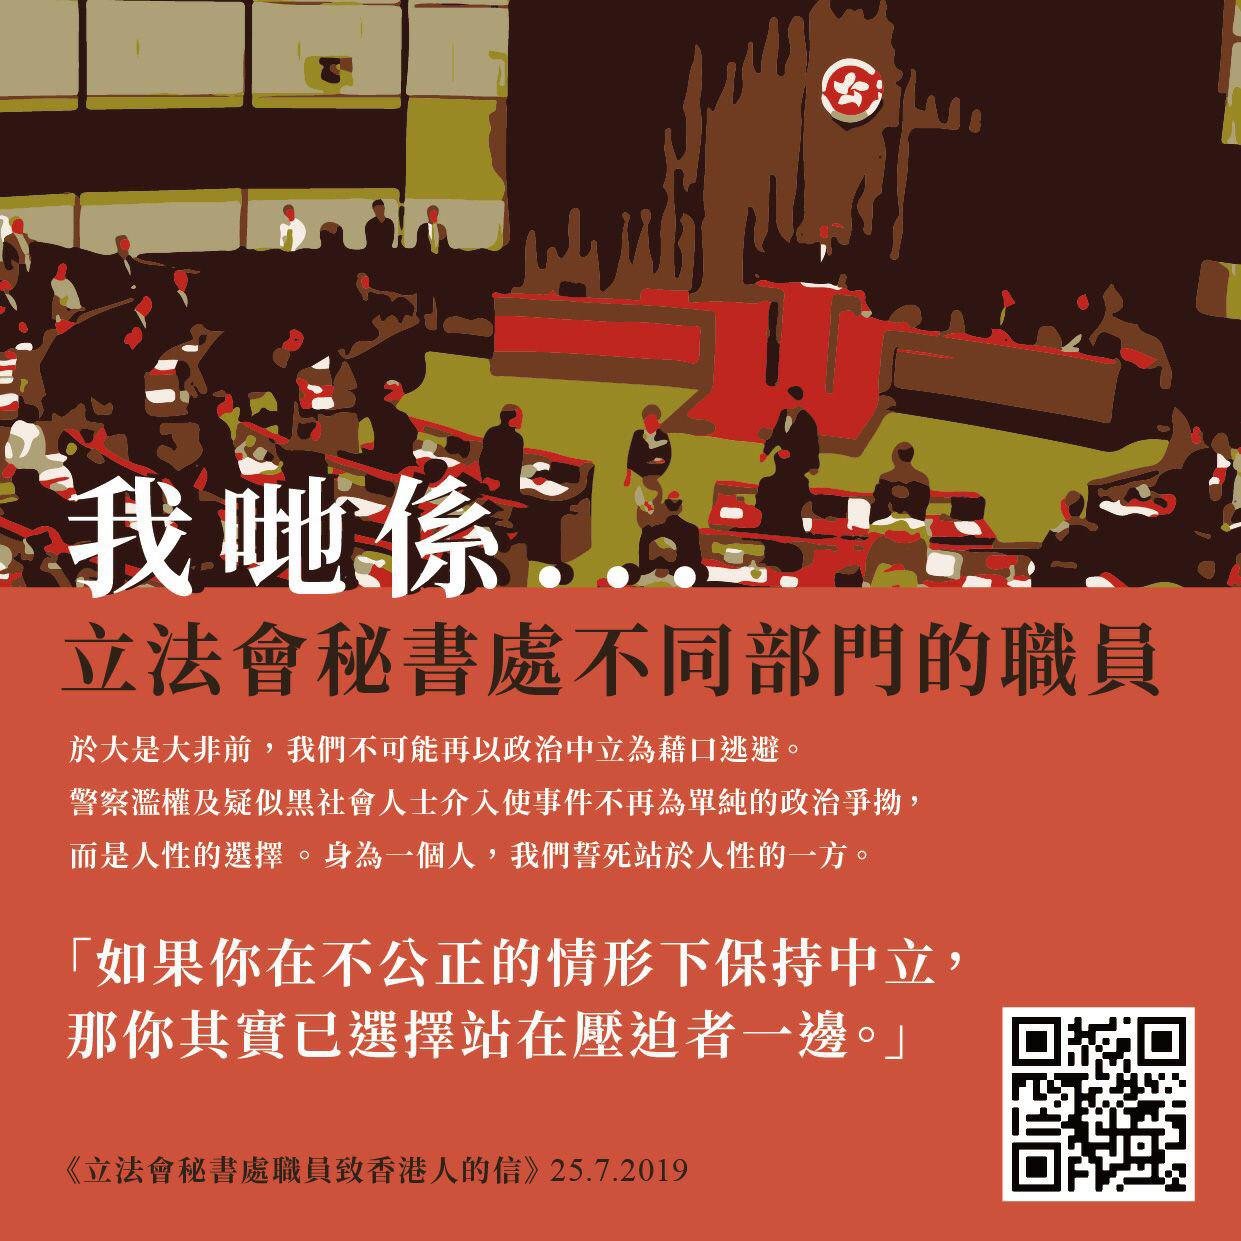 我哋係...
立法會秘書處不同部門的職員
於大是大非前，我們不可能再以政治中立為藉口逃避。
警察濫權及疑似黑社會人士介入使事件不再為單純的政治爭拗，
而是人性的選擇。身為一個人，我們誓死站於人性的一方。
「如果你在不公正的情形下保持中立，
那你其實已選擇站在壓迫者一邊。」
《立法會秘書處職員致香港人的信》25.7.2019